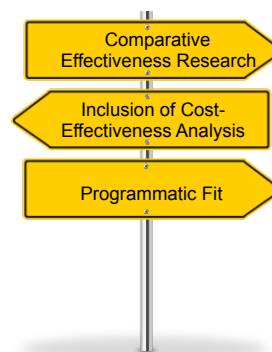 Comparative
Effectiveness Research
Inclusion of Cost-
Effectiveness Analysis
Programmatic Fit